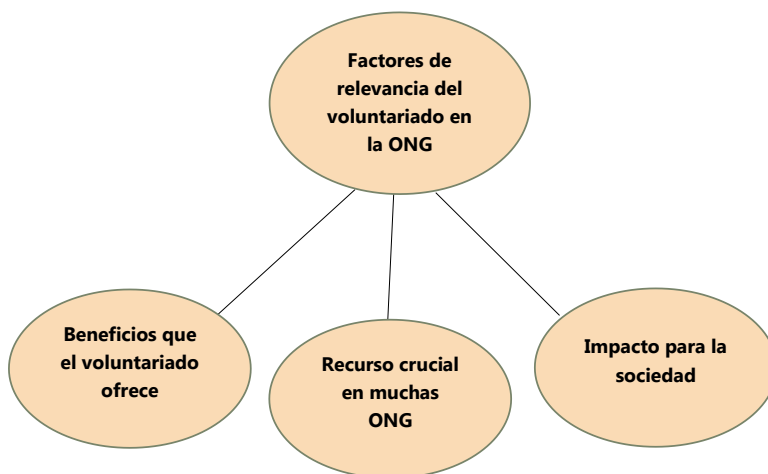 Factores de
relevancia del
voluntariado en
la ONG
Beneficios que
el voluntariado
ofrece
Recurso crucial
en muchas
ONG
Impacto para la
sociedad